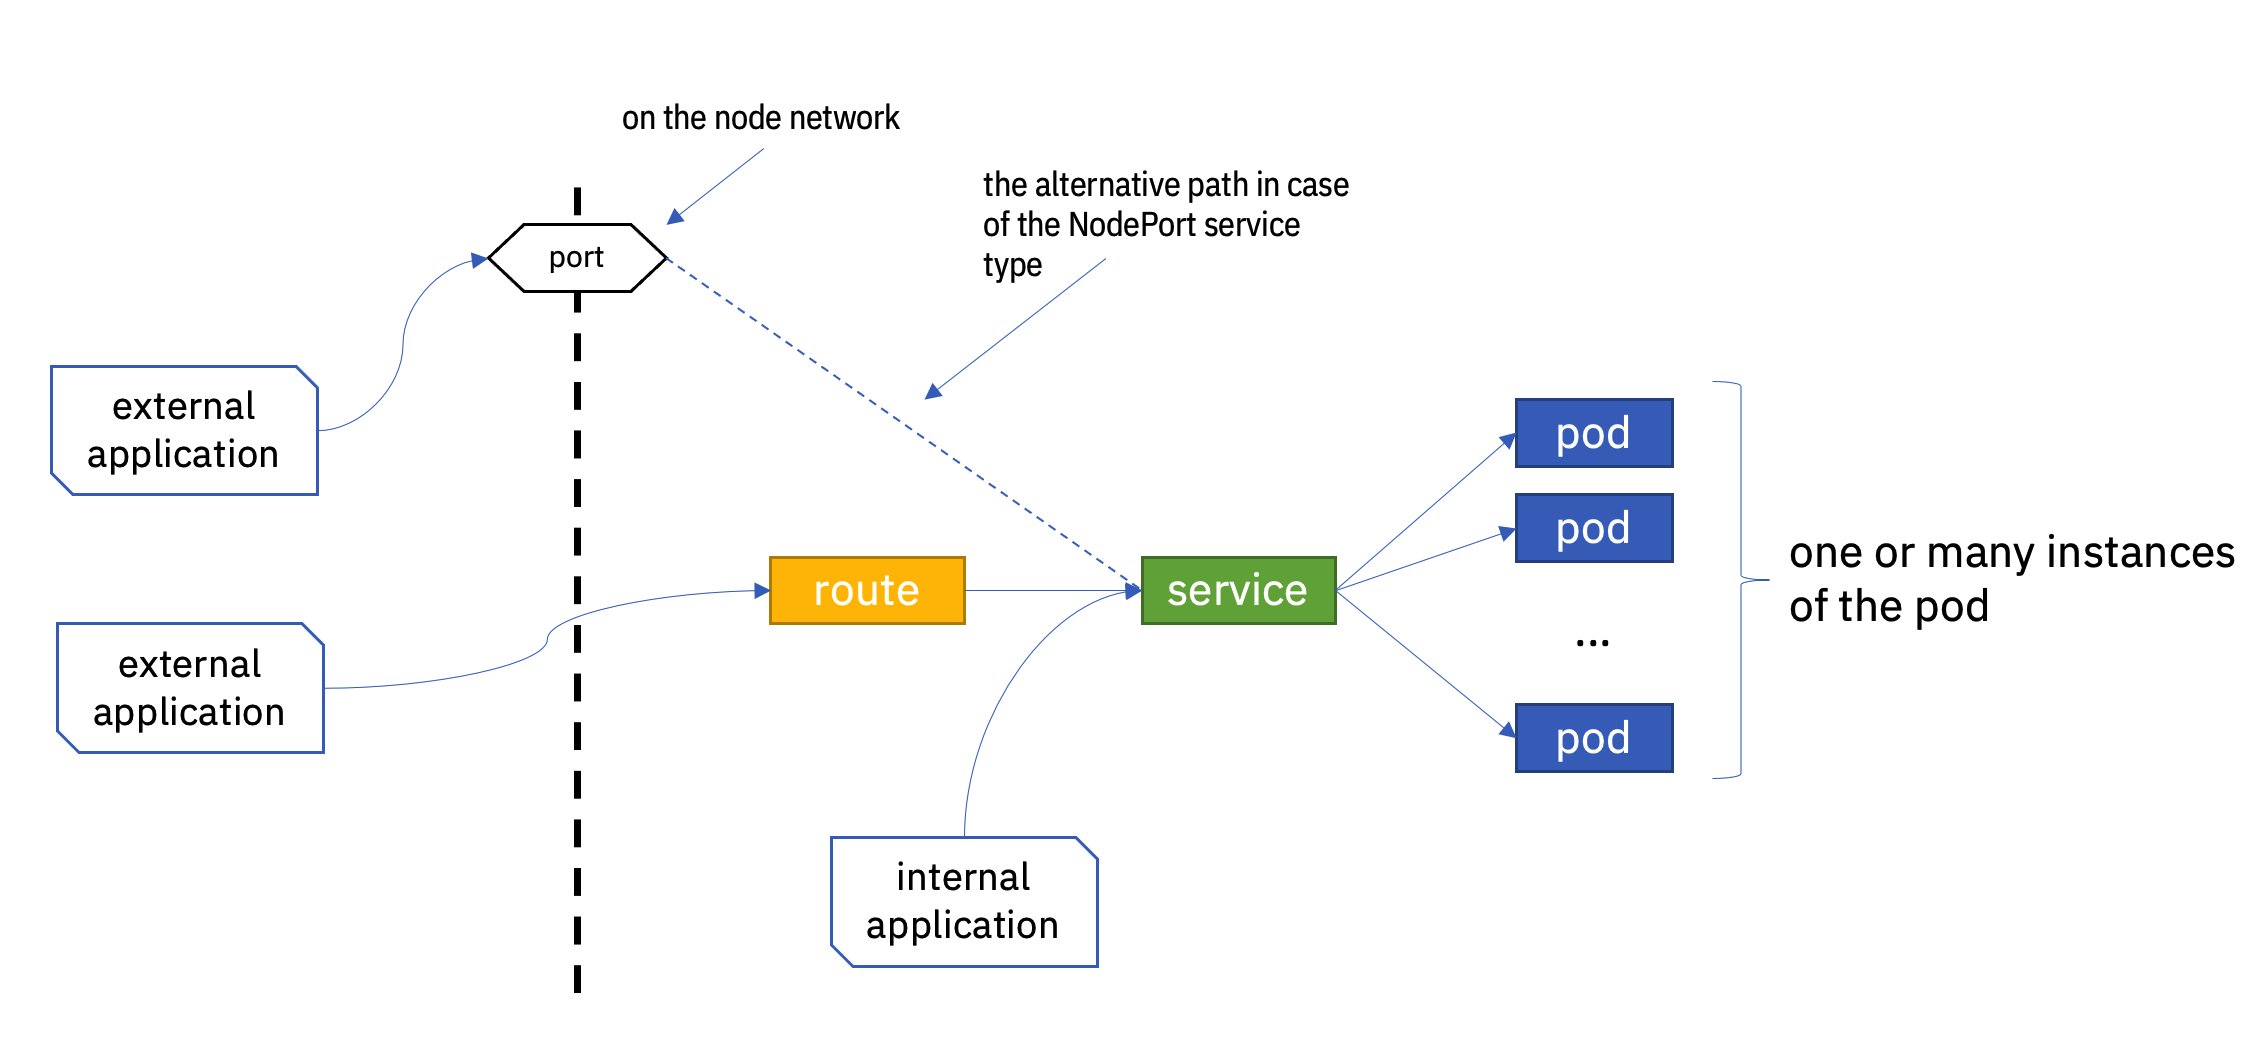 on the node network
the alternative path in case
of the NodePort service
type
port
external
application
pod
pod
one or many instances
of the pod
route
service
...
external
application
pod
internal
application